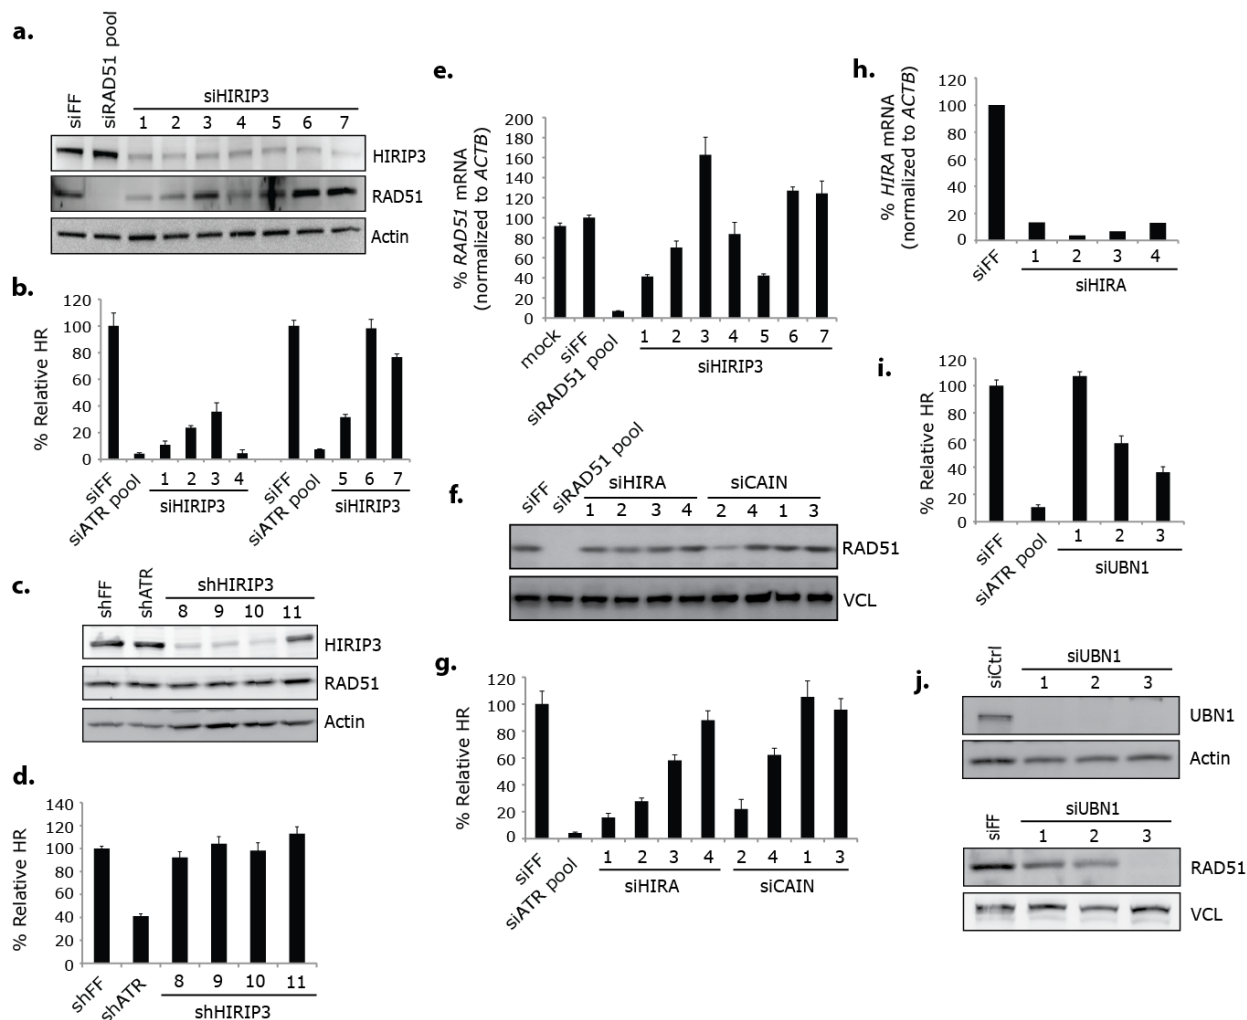 a.
siFF
siRAD51 pool
siHIRIP3
1 2 3 4 5 6 7
HIRIP3
RAD51
Actin
b.
% Relative HR
120
100
80
60
40
20
0
siFF
siATR pool
1 2 3 4
siHIRIP3
siFF
siATR pool
5 6 7
siHIRIP3
c.
shFF
shATR
shHIRIP3
8 9 10 11
HIRIP3
RAD51
Actin
d.
% Relative HR
140
120
100
80
60
40
20
0
shFF
shATR
8 9 10 11
shHIRIP3
e.
% RAD51 mRNA
(normalized to ACTB)
200
180
160
140
120
100
80
60
40
20
0
mock
siFF
siRAD51 pool
1 2 3 4 5 6 7
siHIRIP3
f.
siFF
siRAD51 pool
siHIRA
1 2 3 4
siCAIN
2 4 1 3
RAD51
VCL
g.
% Relative HR
120
100
80
60
40
20
0
siFF
siATR pool
1 2 3 4
siHIRA
2 4 1 3
siCAIN
h.
% HIRA mRNA
(normalized to ACTB)
120
100
80
60
40
20
0
siFF
1 2 3 4
siHIRA
i.
% Relative HR
120
100
80
60
40
20
0
siFF
siATR pool
1 2 3
siUBN1
j.
siCtrl
siUBN1
1 2 3
UBN1
Actin
siFF
siUBN1
1 2 3
RAD51
VCL